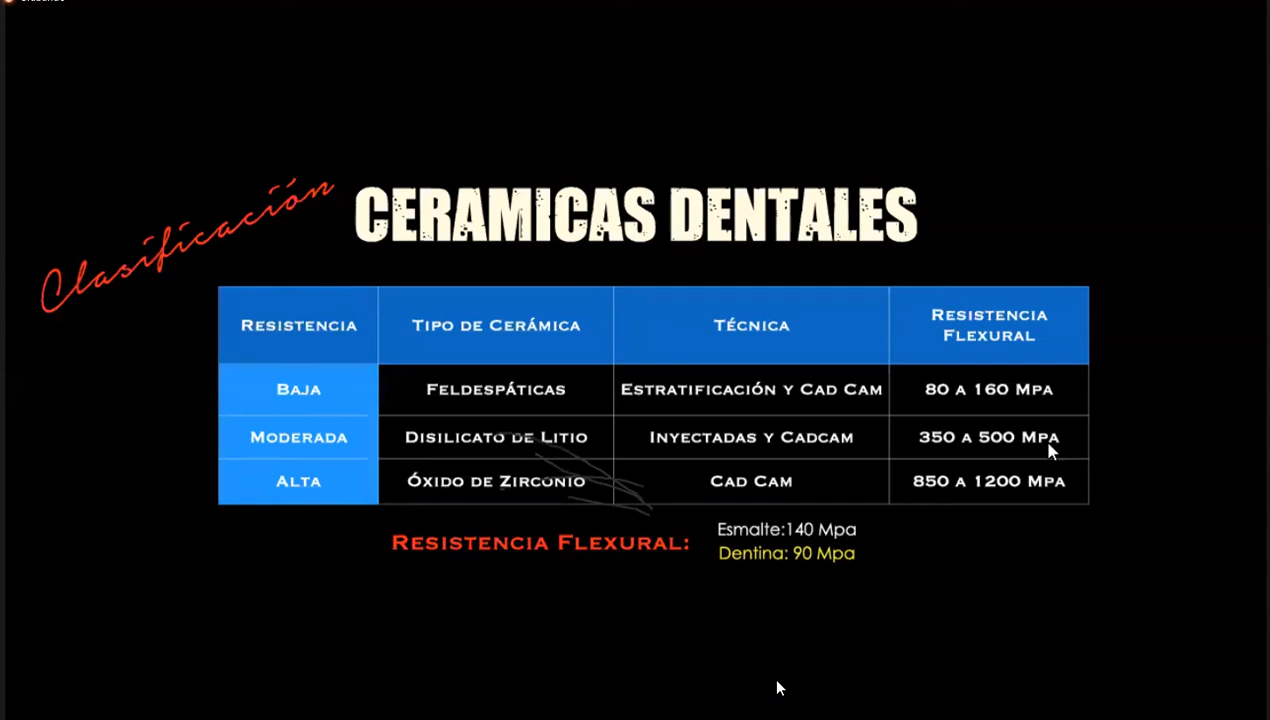 Clasificación
CERAMICAS DENTALES
RESISTENCIA TIPO DE CERÁMICA TÉCNICA RESISTENCIA FLEXURAL
BAJA FELDESPÁTICAS ESTRATIFICACIÓN Y CAD CAM 80 A 160 MPA
MODERADA DISILICATO DE LITIO INYECTADAS Y CADCAM 350 A 500 MPA
ALTA ÓXIDO DE ZIRCONIO CAD CAM 850 A 1200 MPA
RESISTENCIA FLEXURAL: Esmalte:140 Mpa
Dentina: 90 Mpa